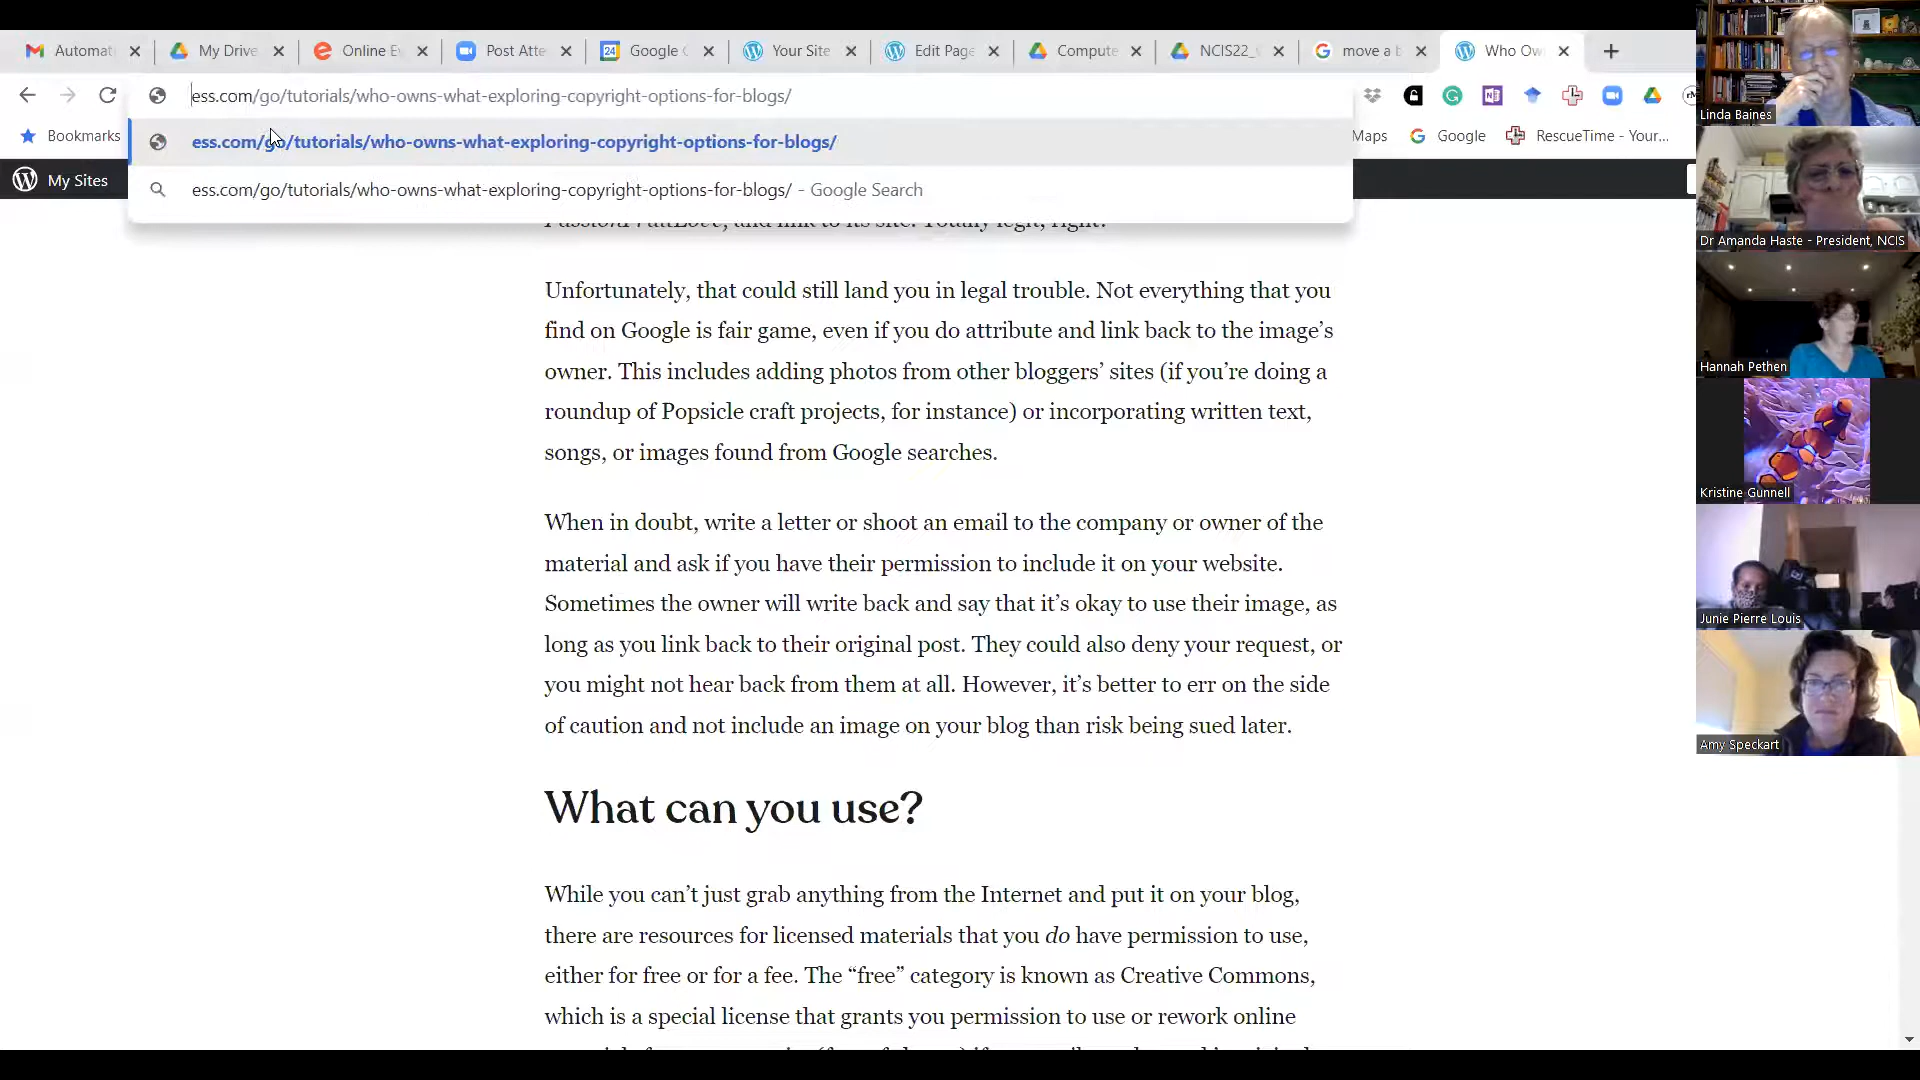 Automat
My Drive
Online E
Post Atte
24
Google
Your Site
Edit Page
Compute
NCIS22_
move a b
Who Ow
ess.com/go/tutorials/who-owns-what-exploring-copyright-options-for-blogs/
Bookmarks
ess.com/go/tutorials/who-owns-what-exploring-copyright-options-for-blogs/
Maps
Google
RescueTime - Your...
My Sites
ess.com/go/tutorials/who-owns-what-exploring-copyright-options-for-blogs/ - Google Search
Unfortunately, that could still land you in legal trouble. Not everything that you
find on Google is fair game, even if you do attribute and link back to the image’s
owner. This includes adding photos from other bloggers’ sites (if you’re doing a
roundup of Popsicle craft projects, for instance) or incorporating written text,
songs, or images found from Google searches.
When in doubt, write a letter or shoot an email to the company or owner of the
material and ask if you have their permission to include it on your website.
Sometimes the owner will write back and say that it’s okay to use their image, as
long as you link back to their original post. They could also deny your request, or
you might not hear back from them at all. However, it’s better to err on the side
of caution and not include an image on your blog than risk being sued later.
What can you use?
While you can’t just grab anything from the Internet and put it on your blog,
there are resources for licensed materials that you do have permission to use,
either for free or for a fee. The “free” category is known as Creative Commons,
which is a special license that grants you permission to use or rework online
Linda Baines
Dr Amanda Haste - President, NCIS
Hannah Pethen
Kristine Gunnell
Junie Pierre Louis
Amy Speckart